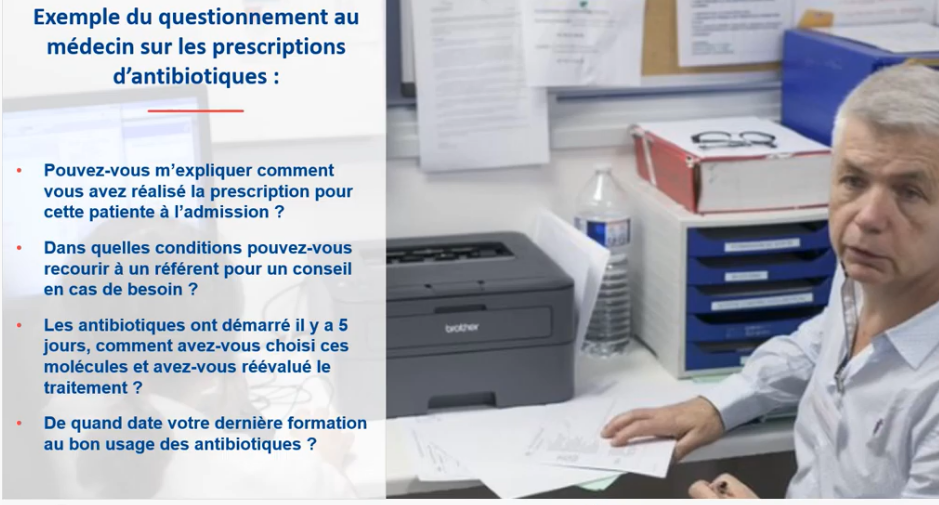 Exemple du questionnement au
médecin sur les prescriptions
d’antibiotiques :
• Pouvez-vous m’expliquer comment
vous avez réalisé la prescription pour
cette patiente à l’admission ?
• Dans quelles conditions pouvez-vous
recourir à un référent pour un conseil
en cas de besoin ?
• Les antibiotiques ont démarré il y a 5
jours, comment avez-vous choisi ces
molécules et avez-vous réévalué le
traitement ?
• De quand date votre dernière formation
au bon usage des antibiotiques ?
brother